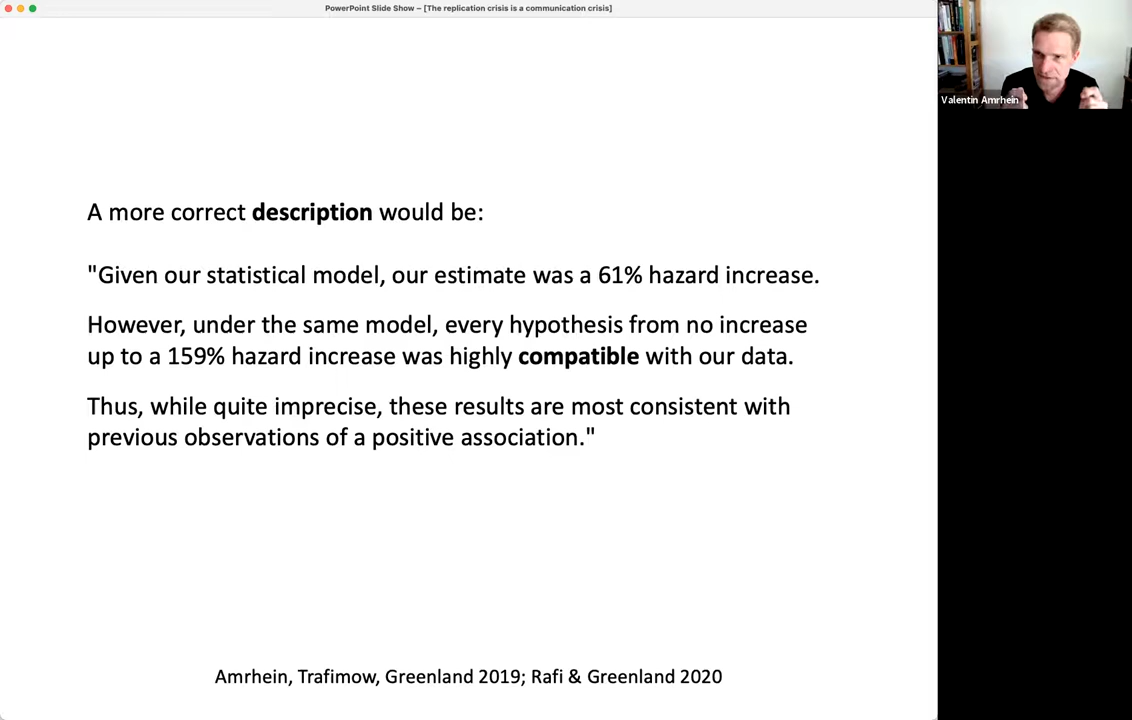 PowerPoint Slide Show – [The replication crisis is a communication crisis]
Valentin Amrhein
A more correct description would be:
"Given our statistical model, our estimate was a 61% hazard increase.
However, under the same model, every hypothesis from no increase
up to a 159% hazard increase was highly compatible with our data.
Thus, while quite imprecise, these results are most consistent with
previous observations of a positive association."
Amrhein, Trafimow, Greenland 2019; Rafi & Greenland 2020